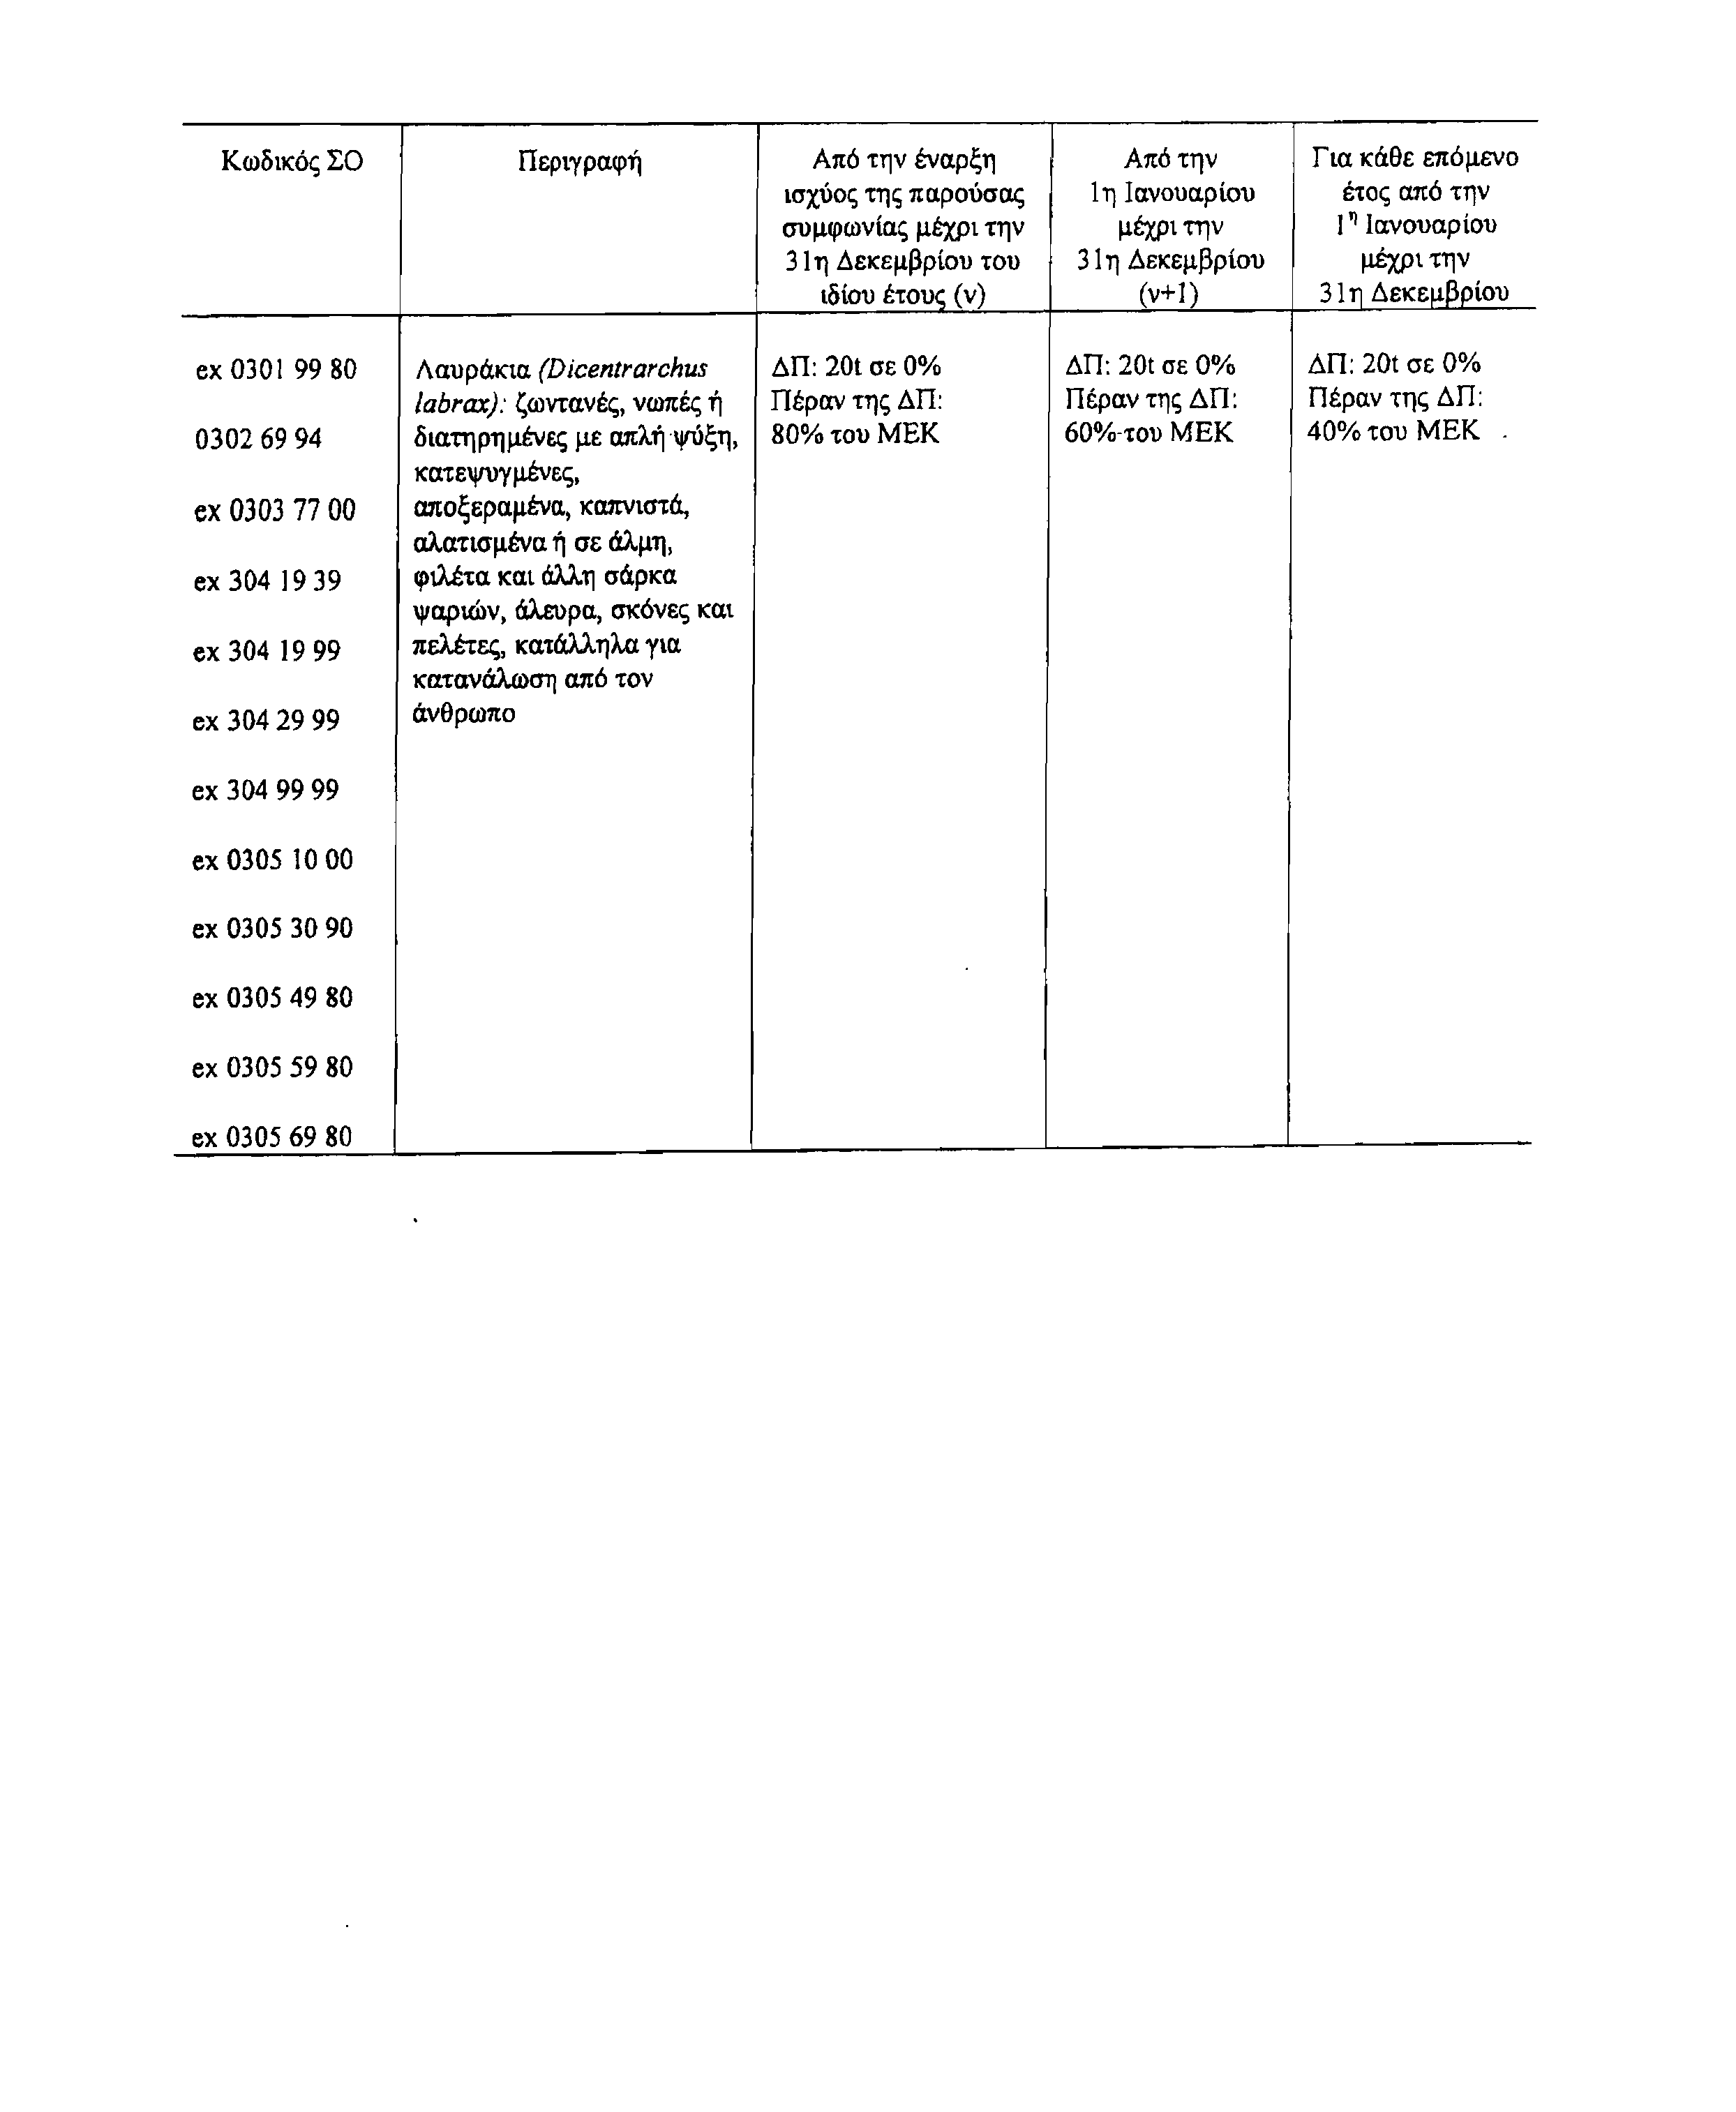 Κωδικός ΣΟ
Περιγραφή
Από την έναρξη
ισχύος της παρούσας
συμφωνίας μέχρι την
31η Δεκεμβρίου του
ιδίου έτους (ν)
Από την
1η Ιανουαρίου
μέχρι την
31η Δεκεμβρίου
(ν+1)
Για κάθε επόμενο
έτος από την
1η Ιανουαρίου
μέχρι την
31η Δεκεμβρίου
ex 0301 99 80
0302 69 94
ex 0303 77 00
ex 304 19 39
ex 304 19 99
ex 304 29 99
ex 304 99 99
ex 0305 10 00
ex 0305 30 90
ex 0305 49 80
ex 0305 59 80
ex 0305 69 80
Λαυράκια (Dicentrarchus
labrax): ζωντανές, νωπές ή
διατηρημένες με απλή ψύξη,
κατεψυγμένες,
αποξεραμένα, καπνιστά,
αλατισμένα ή σε άλμη,
φιλέτα και άλλη σάρκα
ψαριών, άλευρα, σκόνες και
πελέτες, κατάλληλα για
κατανάλωση από τον
άνθρωπο
ΔΠ: 20t σε 0%
Πέραν της ΔΠ:
80% του ΜΕΚ
ΔΠ: 20t σε 0%
Πέραν της ΔΠ:
60% του ΜΕΚ
ΔΠ: 20t σε 0%
Πέραν της ΔΠ:
40% του ΜΕΚ